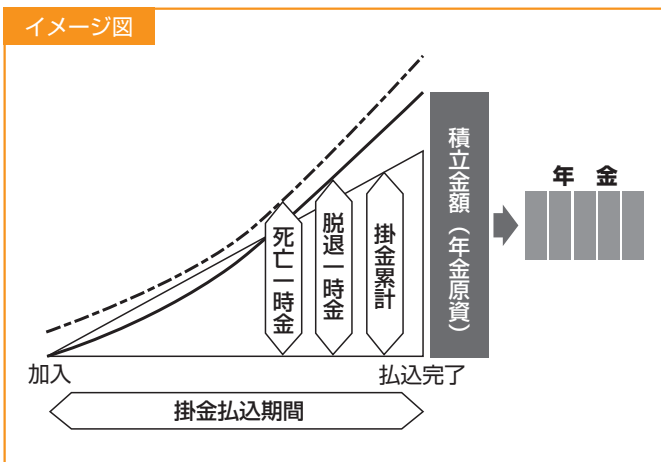 イメージ図
死亡一時金
脱退一時金
掛金累計
積立金額（年金原資）
年金
加入
払込完了
掛金払込期間